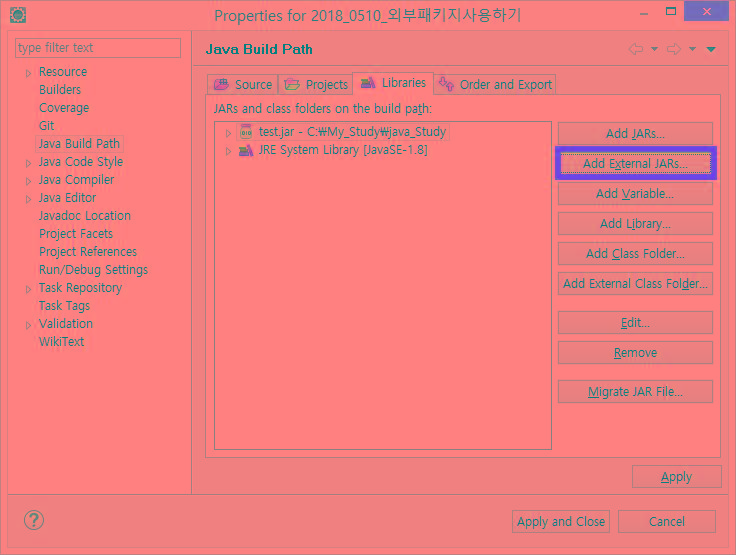 Properties for 2018_0510_외부패키지사용하기
type filter text
Resource
Builders
Coverage
Git
Java Build Path
Java Code Style
Java Compiler
Java Editor
Javadoc Location
Project Facets
Project References
Run/Debug Settings
Task Repository
Task Tags
Validation
WikiText
Java Build Path
Source Projects Libraries Order and Export
JARs and class folders on the build path:
test.jar - C:₩My_Study₩java_Study
JRE System Library [JavaSE-1.8]
Add JARs...
Add External JARs...
Add Variable...
Add Library...
Add Class Folder...
Add External Class Folder...
Edit...
Remove
Migrate JAR File...
Apply
?
Apply and Close
Cancel